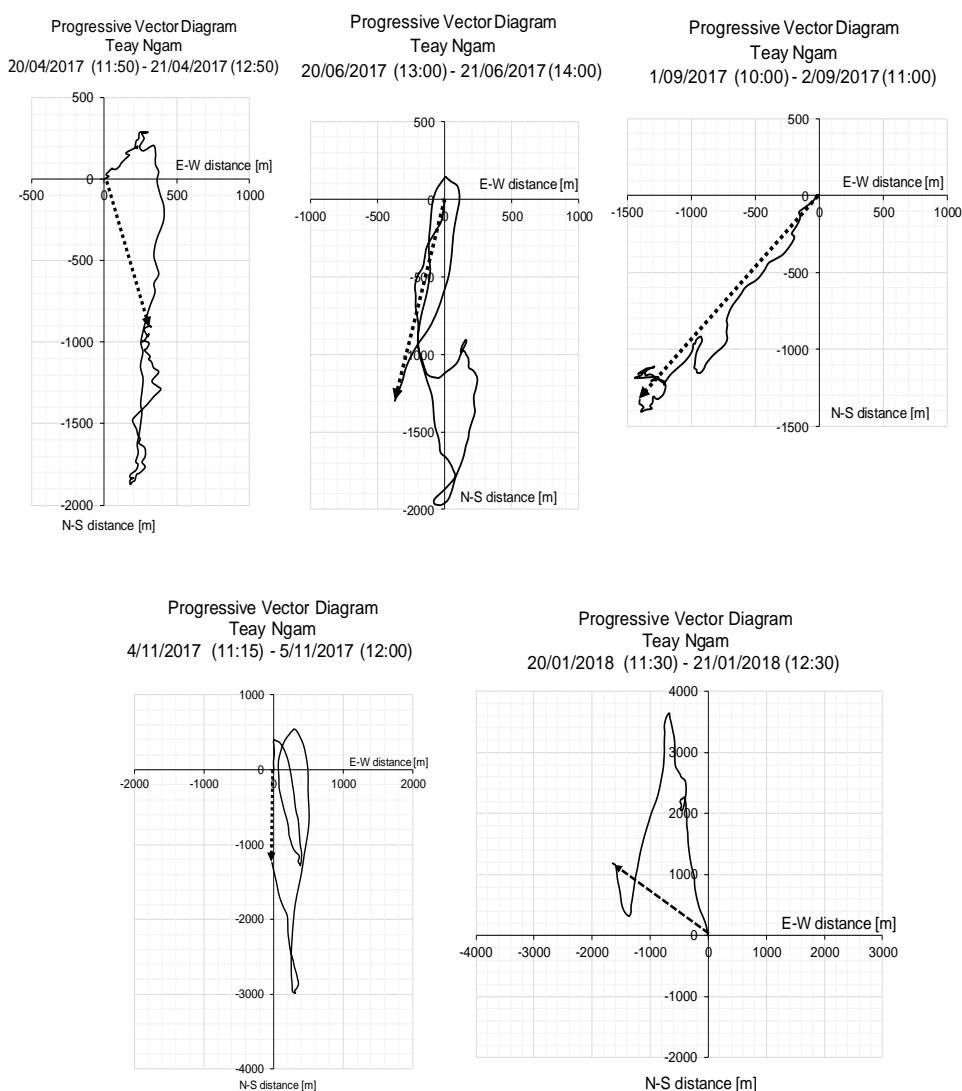 Progressive Vector Diagram
Teay Ngam
20/04/2017 (11:50) - 21/04/2017 (12:50)
500
E-W distance [m]
0
-500
0
500
1000
-500
-1000
-1500
-2000
N-S distance [m]
Progressive Vector Diagram
Teay Ngam
20/06/2017 (13:00) - 21/06/2017 (14:00)
500
E-W distance [m]
0
-1000
-500
0
500
1000
-500
-1000
-1500
N-S distance [m]
-2000
Progressive Vector Diagram
Teay Ngam
1/09/2017 (10:00) - 2/09/2017 (11:00)
500
E-W distance [m]
0
-1500
-1000
-500
0
500
1000
-500
-1000
N-S distance [m]
-1500
Progressive Vector Diagram
Teay Ngam
4/11/2017 (11:15) - 5/11/2017 (12:00)
1000
E-W distance [m]
0
-2000
-1000
0
1000
2000
-1000
-2000
-3000
-4000
N-S distance [m]
Progressive Vector Diagram
Teay Ngam
20/01/2018 (11:30) - 21/01/2018 (12:30)
4000
3000
2000
1000
E-W distance [m]
0
-4000
-3000
-2000
-1000
0
1000
2000
3000
-1000
-2000
N-S distance [m]